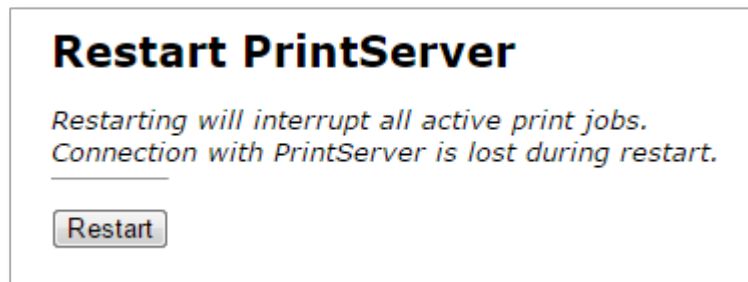 Restart PrintServer
Restarting will interrupt all active print jobs.
Connection with PrintServer is lost during restart.
Restart